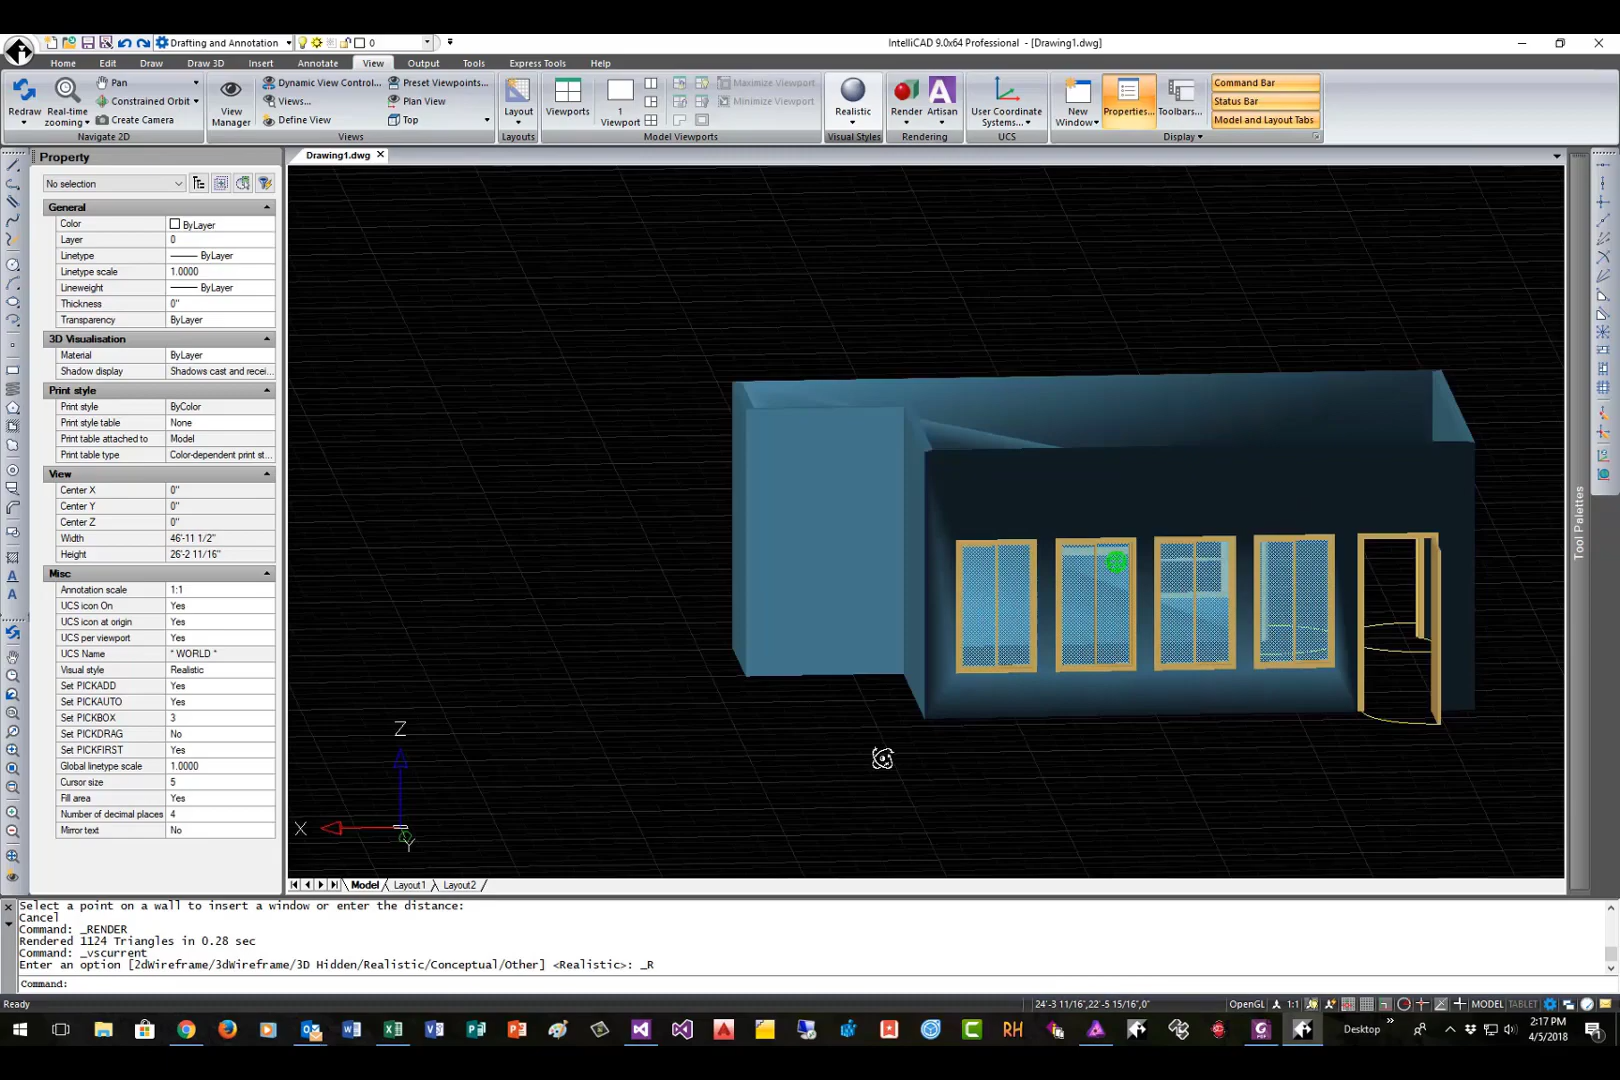 Drafting and Annotation
0
IntelliCAD 9.0x64 Professional - [Drawing1.dwg]
Home
Edit
Draw
Draw 3D
Insert
Annotate
View
Output
Tools
Express Tools
Help
Redraw
Real-time zooming
Pan
Constrained Orbit
Create Camera
Navigate 2D
View Manager
Dynamic View Control...
Views...
Define View
Preset Viewpoints...
Plan View
Top
Views
Layout
Layouts
Viewports
1 Viewport
Maximize Viewport
Minimize Viewport
Model Viewports
Realistic
Visual Styles
Render
Artisan
Rendering
User Coordinate Systems...
UCS
New Window
Properties...
Toolbars...
Command Bar
Status Bar
Model and Layout Tabs
Display
Property
Drawing1.dwg
No selection
General
Color ByLayer
Layer 0
Linetype ByLayer
Linetype scale 1.0000
Lineweight ByLayer
Thickness 0"
Transparency ByLayer
3D Visualisation
Material ByLayer
Shadow display Shadows cast and recei...
Print style
Print style ByColor
Print style table None
Print table attached to Model
Print table type Color-dependent print st...
View
Center X 0"
Center Y 0"
Center Z 0"
Width 46'-11 1/2"
Height 26'-2 11/16"
Misc
Annotation scale 1:1
UCS icon On Yes
UCS icon at origin Yes
UCS per viewport Yes
UCS Name * WORLD *
Visual style Realistic
Set PICKADD Yes
Set PICKAUTO Yes
Set PICKBOX 3
Set PICKDRAG No
Set PICKFIRST Yes
Global linetype scale 1.0000
Cursor size 5
Fill area Yes
Number of decimal places 4
Mirror text No
Z
X
Y
Tool Palettes
Model
Layout1
Layout2
Select a point on a wall to insert a window or enter the distance:
Cancel
Command: _RENDER
Rendered 1124 Triangles in 0.28 sec
Command: _vscurrent
Enter an option [2dWireframe/3dWireframe/3D Hidden/Realistic/Conceptual/Other] <Realistic>: _R
Command:
Ready
24'-3 11/16",22'-5 15/16",0"
OpenGL
1:1
MODEL
TABLET
RH
Desktop
2:17 PM
4/5/2018